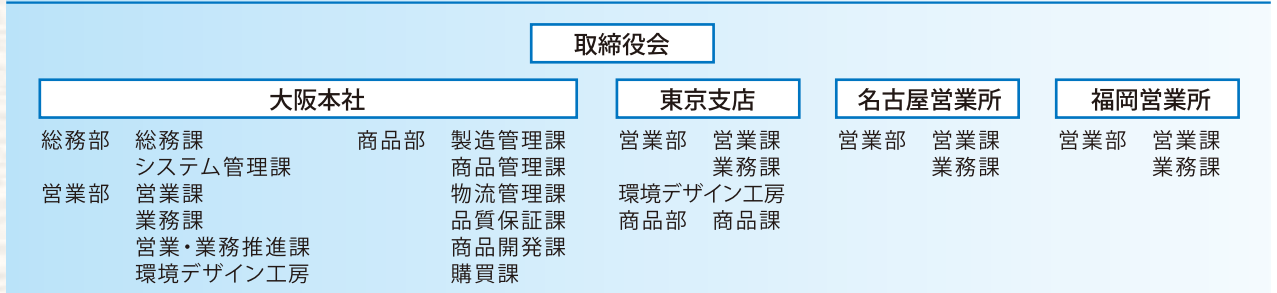 取締役会
大阪本社
総務部 総務課
システム管理課
営業部 営業課
業務課
営業・業務推進課
環境デザイン工房
商品部 製造管理課
商品管理課
物流管理課
品質保証課
商品開発課
購買課
東京支店
営業部 営業課
業務課
環境デザイン工房
商品部 商品課
名古屋営業所
営業部 営業課
業務課
福岡営業所
営業部 営業課
業務課